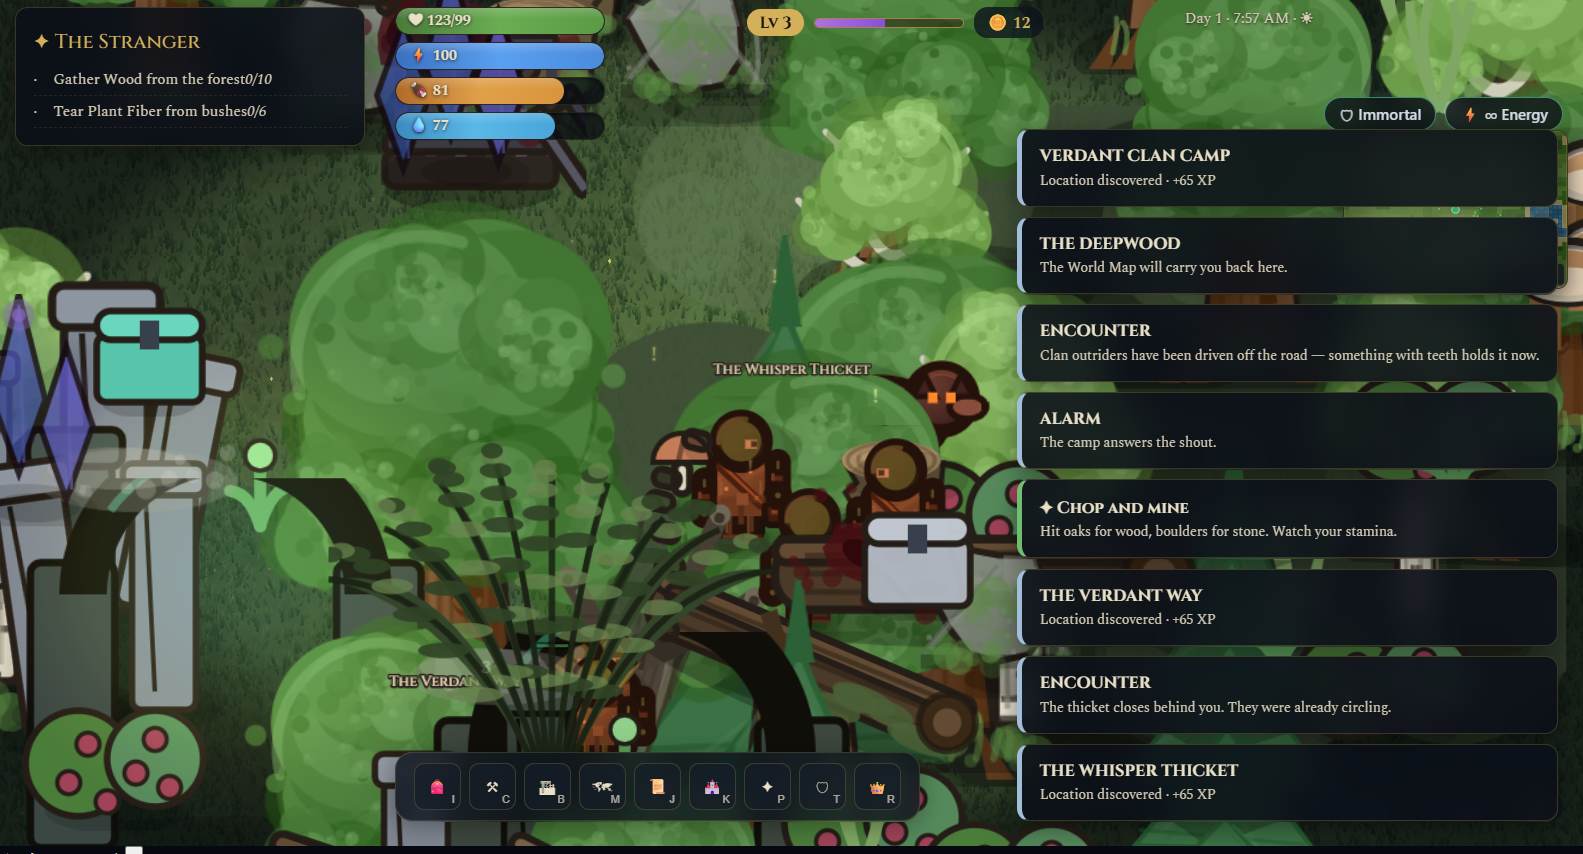 ✦ The Stranger
· Gather Wood from the forest0/10
· Tear Plant Fiber from bushes0/6
123/99
100
81
77
Lv 3
12
Day 1 · 7:57 AM ·
Immortal
∞ Energy
Verdant Clan Camp
Location discovered · +65 XP
The Deepwood
The World Map will carry you back here.
Encounter
Clan outriders have been driven off the road — something with teeth holds it now.
Alarm
The camp answers the shout.
✦ Chop and mine
Hit oaks for wood, boulders for stone. Watch your stamina.
The Verdant Way
Location discovered · +65 XP
Encounter
The thicket closes behind you. They were already circling.
The Whisper Thicket
Location discovered · +65 XP
The Whisper Thicket
!
!
!
3
The
I
C
B
M
J
K
P
T
R